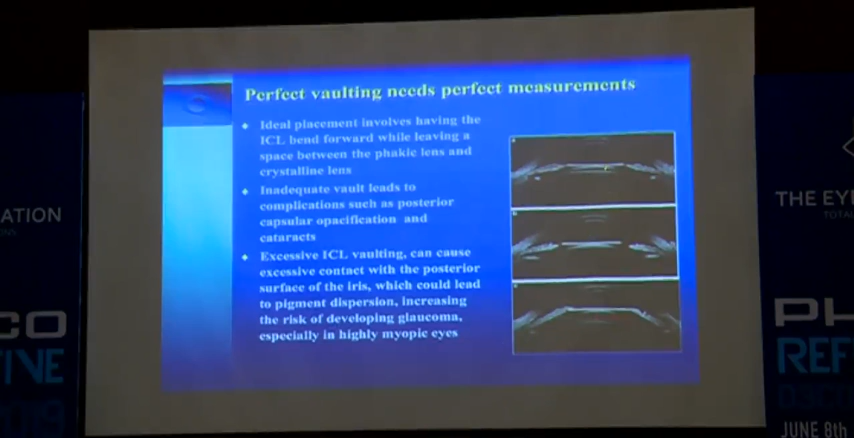 Perfect vaulting needs perfect measurements
Ideal placement involves having the
ICL bend forward while leaving a
space between the phakic lens and
crystalline lens
Inadequate vault leads to
complications such as posterior
capsular opacification and
cataracts
Excessive ICL vaulting, can cause
excessive contact with the posterior
surface of the iris, which could lead
to pigment dispersion, increasing
the risk of developing glaucoma,
especially in highly myopic eyes
ATION
CO
IVE
2019
THE EY
TOTAL
PH
REF
JUNE 8th